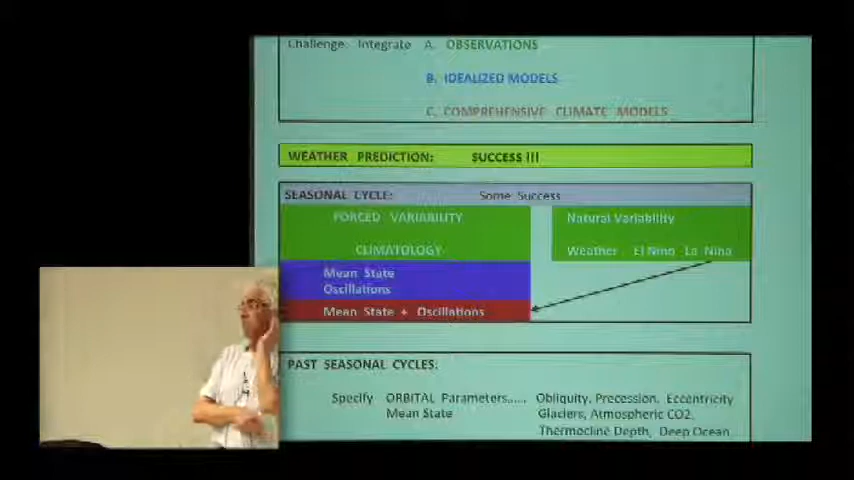 Challenge: Integrate A. OBSERVATIONS
B. IDEALIZED MODELS
C. COMPREHENSIVE CLIMATE MODELS
WEATHER PREDICTION: SUCCESS !!!
SEASONAL CYCLE: Some Success
FORCED VARIABILITY
CLIMATOLOGY
Natural Variability
Weather El Nino La Nina
Mean State
Oscillations
Mean State + Oscillations
PAST SEASONAL CYCLES:
Specify ORBITAL Parameters..... Obliquity, Precession, Eccentricity
Mean State Glaciers, Atmospheric CO2,
Thermocline Depth, Deep Ocean